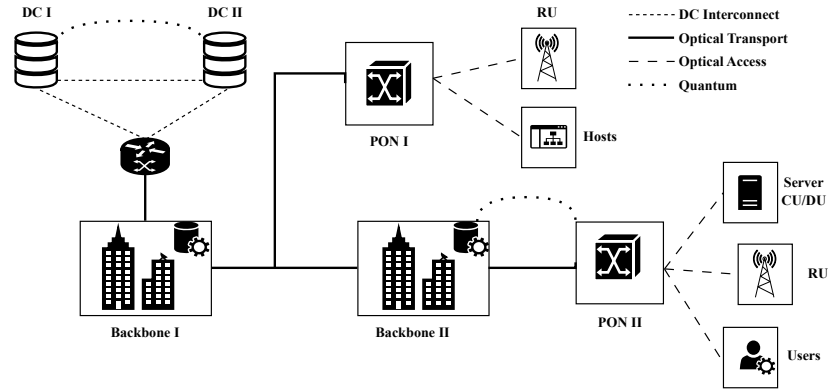 DC I
DC II
RU
DC Interconnect
Optical Transport
Optical Access
Quantum
PON I
Hosts
Server
CU/DU
RU
Backbone I
Backbone II
PON II
Users